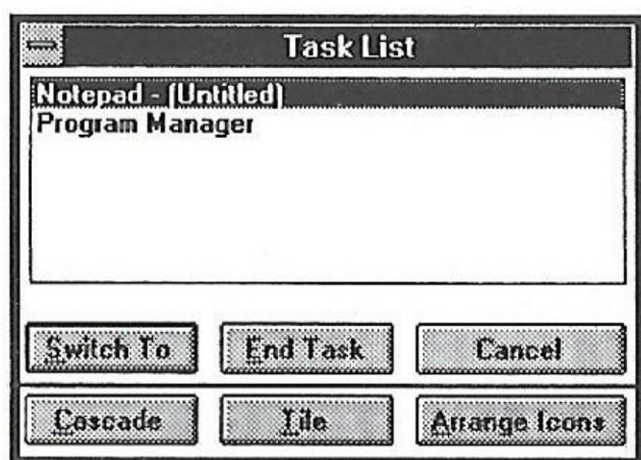 Task List
Notepad - (Untitled)
Program Manager
Switch To End Task Cancel
Cascade Tile Arrange Icons